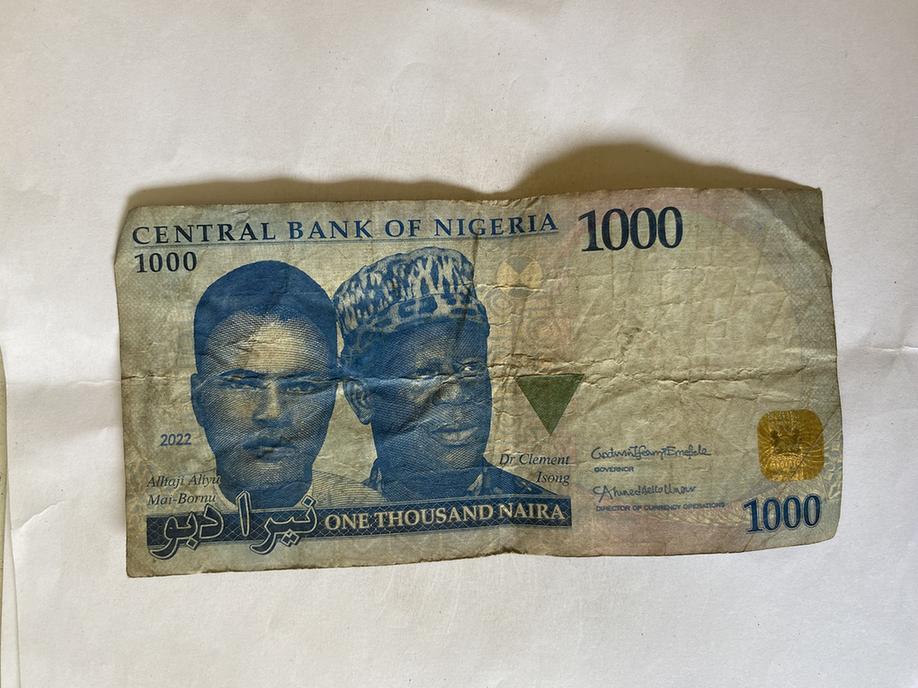 CENTRAL BANK OF NIGERIA
1000
1000
2022
Alhaji Aliyu
Mai-Bornu
Dr Clement
Isong
GOVERNOR
DIRECTOR OF CURRENCY OPERATIONS
نيرا دبو
ONE THOUSAND NAIRA
1000